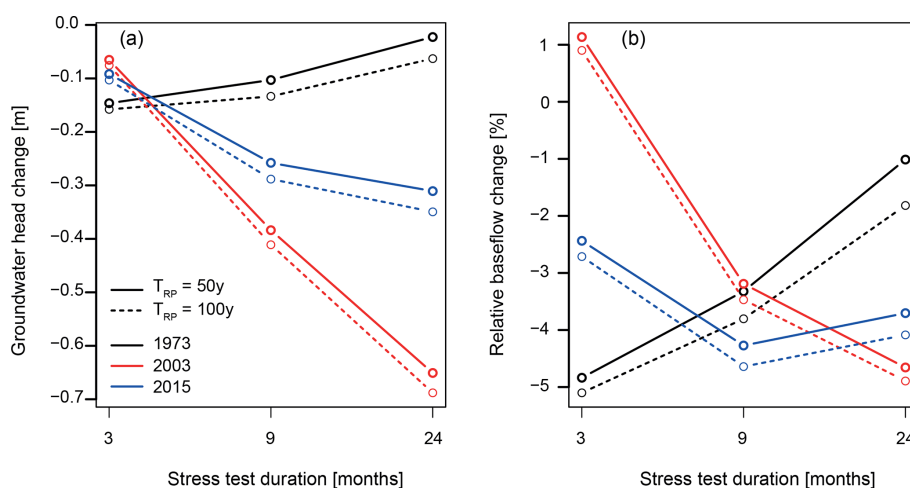 (a)
Groundwater head change [m]
0.0
−0.1
−0.2
−0.3
−0.4
−0.5
−0.6
−0.7
T_RP = 50y
T_RP = 100y
1973
2003
2015
3 9 24
Stress test duration [months]
(b)
Relative baseflow change [%]
1
0
−1
−2
−3
−4
−5
3 9 24
Stress test duration [months]